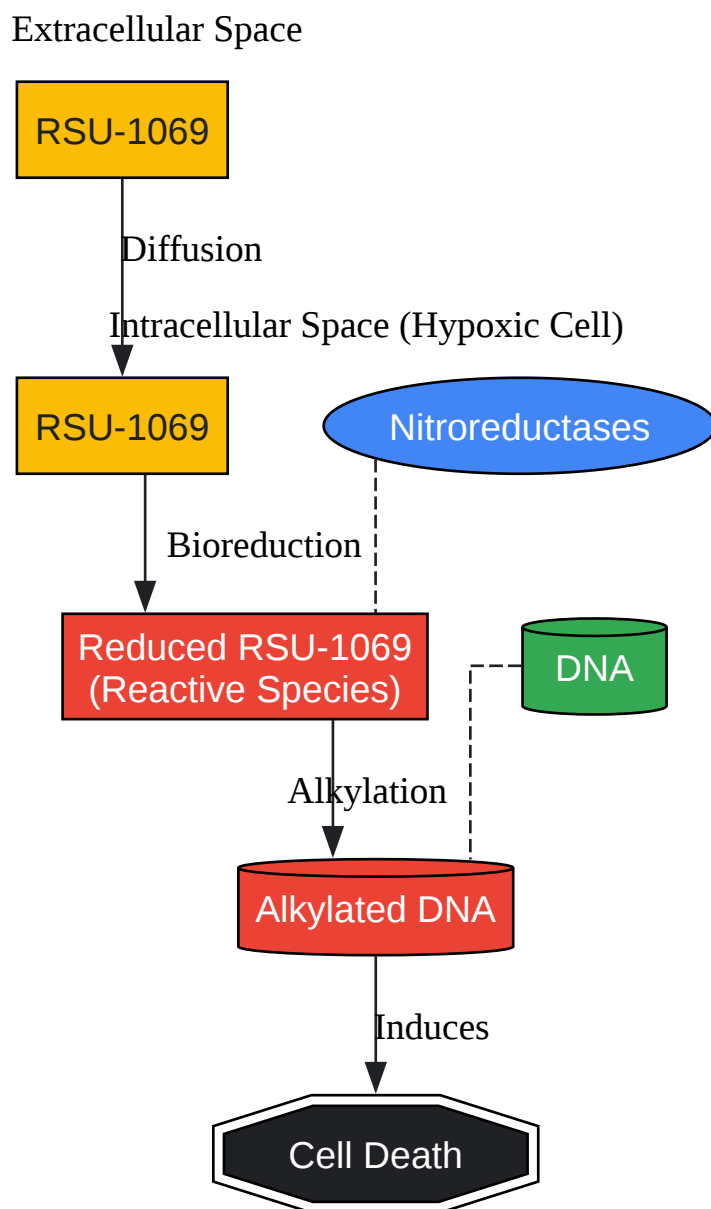 Extracellular Space
RSU-1069
Diffusion
Intracellular Space (Hypoxic Cell)
RSU-1069
Nitroreductases
Bioreduction
Reduced RSU-1069
(Reactive Species)
DNA
Alkylation
Alkylated DNA
Induces
Cell Death